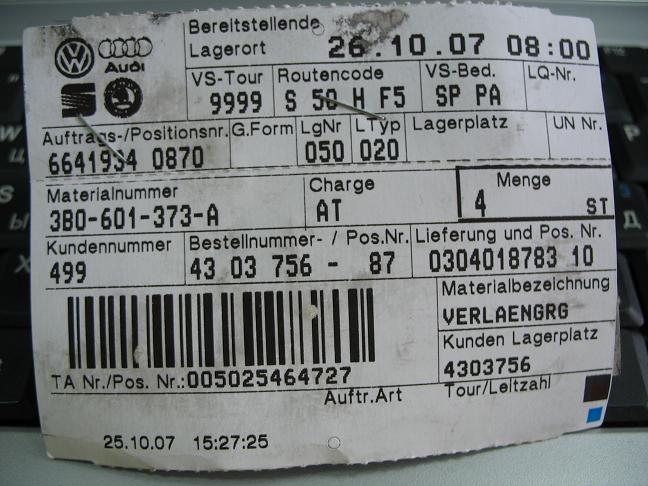 Bereitstellende
Lagerort 26.10.07 08:00
Audi
VS-Tour Routencode VS-Bed. LQ-Nr.
9999 S 50 H F5 SP PA
Auftrags-/Positionsnr. G.Form LgNr LTyp Lagerplatz UN Nr.
6641934 0870 050 020
Materialnummer Charge Menge
3B0-601-373-A AT 4 ST
Kundennummer Bestellnummer- / Pos.Nr. Lieferung und Pos. Nr.
499 43 03 756 - 87 0304018783 10
Materialbezeichnung
VERLAENGRG
Kunden Lagerplatz
4303756
TA Nr./Pos. Nr.:005025464727
Auftr.Art Tour/Leitzahl
25.10.07 15:27:25